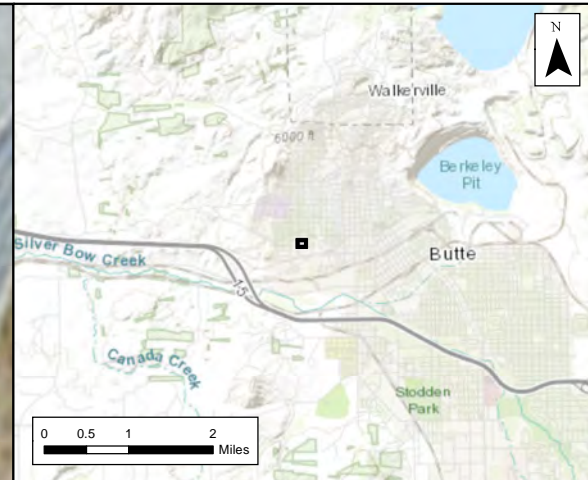 N
Walkerville
6000 ft
Berkeley
Pit
Silver Bow Creek
Butte
15
Canada Creek
Stodden
Park
0 0.5 1 2
Miles